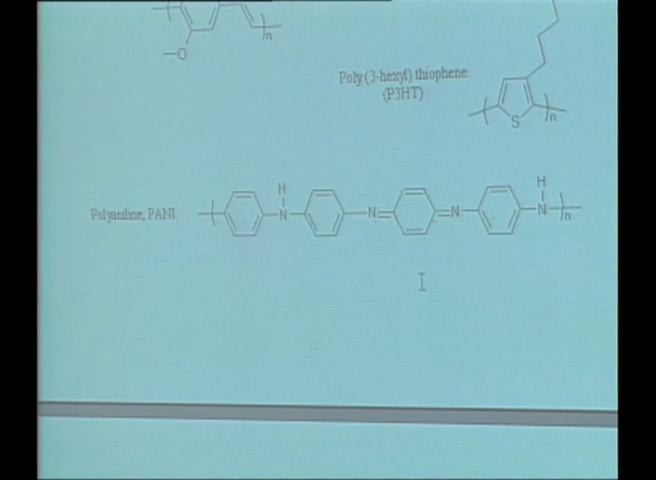 n
O
Poly (3-hexyl) thiophene
(P3HT)
S
n
Polyaniline, PANI
H
N
N
N
H
N
n